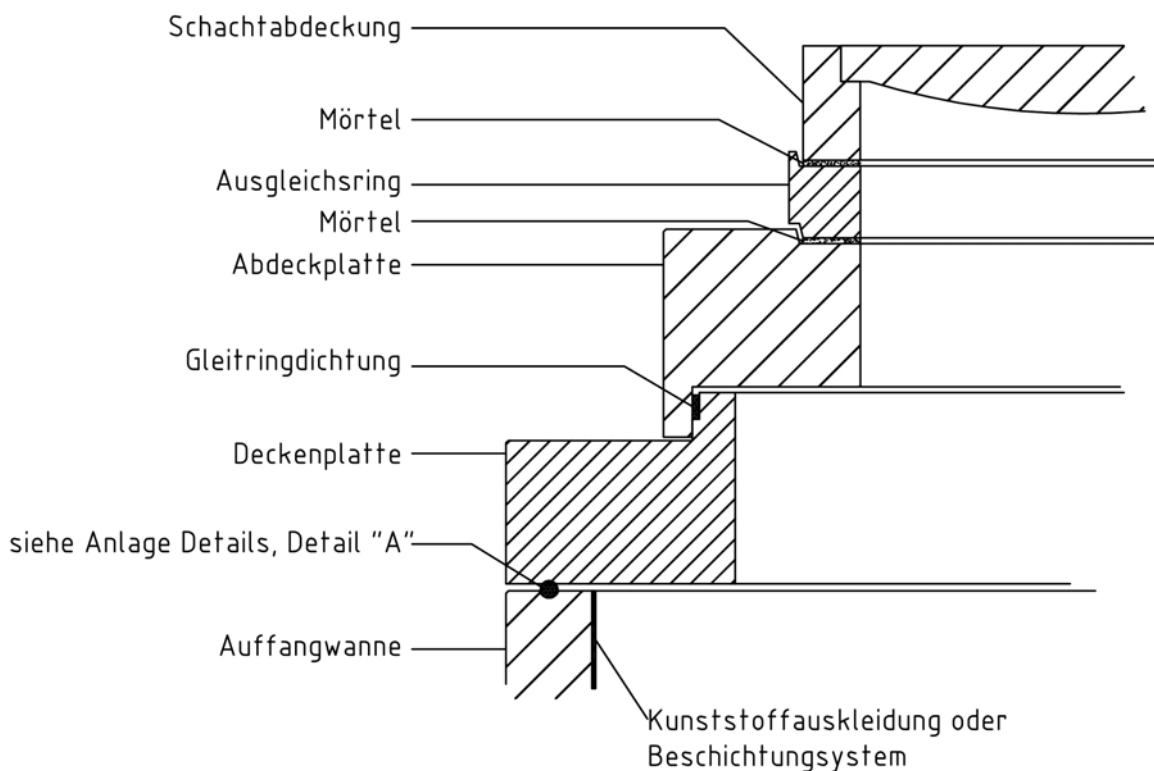 Schachtabdeckung
Mörtel
Ausgleichsring
Mörtel
Abdeckplatte
Gleitringdichtung
Deckenplatte
siehe Anlage Details, Detail "A"
Auffangwanne
Kunststoffauskleidung oder
Beschichtungsystem